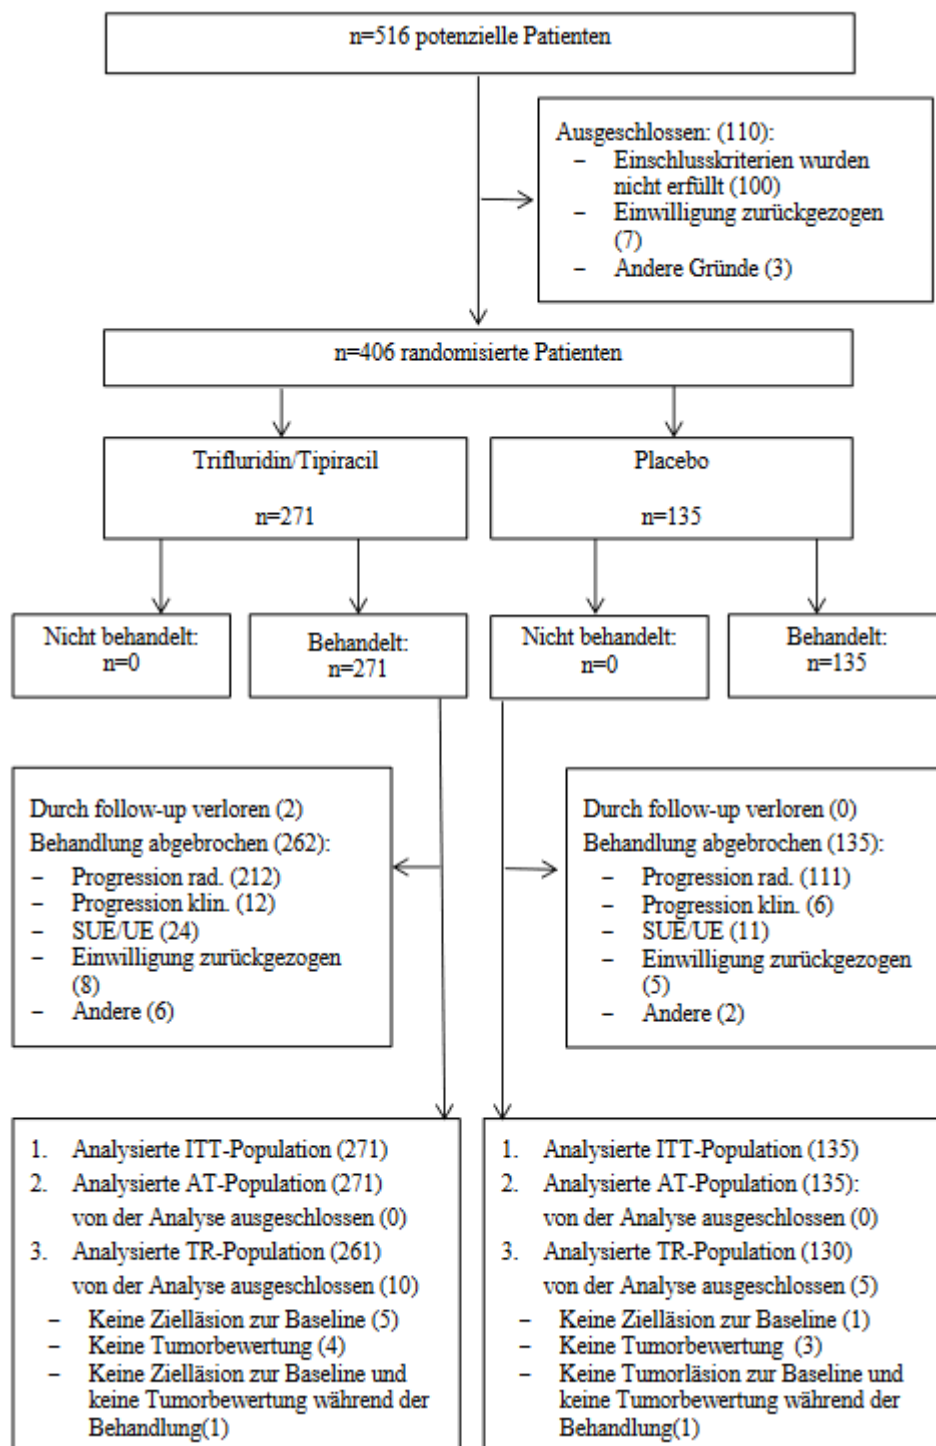 n=516 potenzielle Patienten
Ausgeschlossen: (110):
– Einschlusskriterien wurden
nicht erfüllt (100)
– Einwilligung zurückgezogen
(7)
– Andere Gründe (3)
n=406 randomisierte Patienten
Trifluridin/Tipiracil
n=271
Placebo
n=135
Nicht behandelt:
n=0
Behandelt:
n=271
Nicht behandelt:
n=0
Behandelt:
n=135
Durch follow-up verloren (2)
Behandlung abgebrochen (262):
– Progression rad. (212)
– Progression klin. (12)
– SUE/UE (24)
– Einwilligung zurückgezogen
(8)
– Andere (6)
Durch follow-up verloren (0)
Behandlung abgebrochen (135):
– Progression rad. (111)
– Progression klin. (6)
– SUE/UE (11)
– Einwilligung zurückgezogen
(5)
– Andere (2)
1. Analysierte ITT-Population (271)
2. Analysierte AT-Population (271)
von der Analyse ausgeschlossen (0)
3. Analysierte TR-Population (261)
von der Analyse ausgeschlossen (10)
– Keine Zielläsion zur Baseline (5)
– Keine Tumorbewertung (4)
– Keine Zielläsion zur Baseline und
keine Tumorbewertung während der
Behandlung(1)
1. Analysierte ITT-Population (135)
2. Analysierte AT-Population (135):
von der Analyse ausgeschlossen (0)
3. Analysierte TR-Population (130)
von der Analyse ausgeschlossen (5)
– Keine Zielläsion zur Baseline (1)
– Keine Tumorbewertung (3)
– Keine Tumorläsion zur Baseline und
keine Tumorbewertung während der
Behandlung(1)